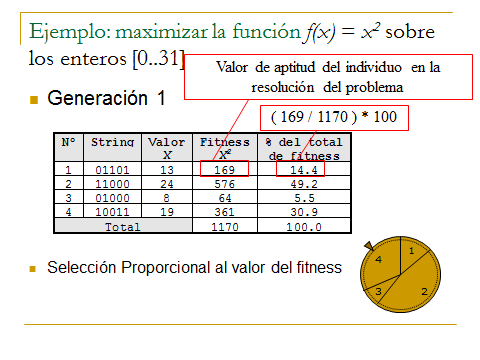 Ejemplo: maximizar la función f(x) = x² sobre
los enteros [0..31]
Valor de aptitud del individuo en la
resolución del problema
Generación 1
( 169 / 1170 ) * 100
Nº String Valor X Fitness X² % del total de fitness
1 01101 13 169 14.4
2 11000 24 576 49.2
3 01000 8 64 5.5
4 10011 19 361 30.9
Total 1170 100.0
Selección Proporcional al valor del fitness
4 1
3 2